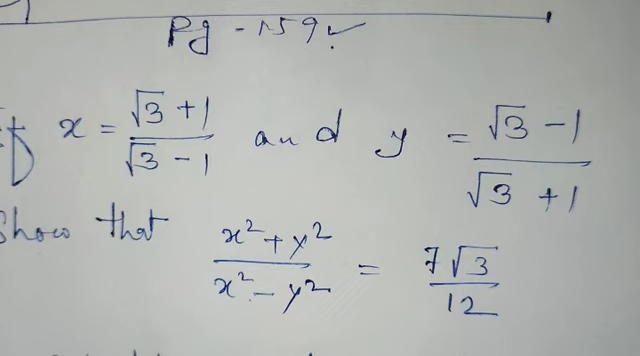 Pg - 159
If x = (√3 + 1)/(√3 - 1) and y = (√3 - 1)/(√3 + 1)
Show that (x² + y²)/(x² - y²) = 7√3/12